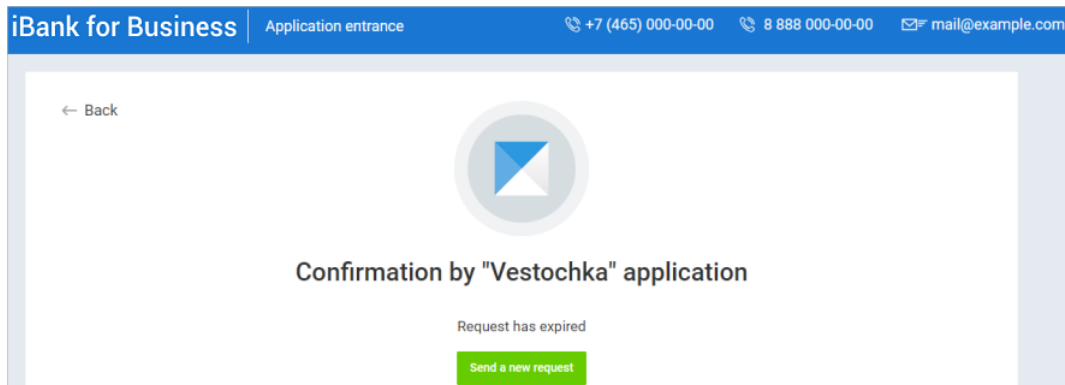 iBank for Business Application entrance +7 (465) 000-00-00 8 888 000-00-00 mail@example.com
← Back
Confirmation by "Vestochka" application
Request has expired
Send a new request